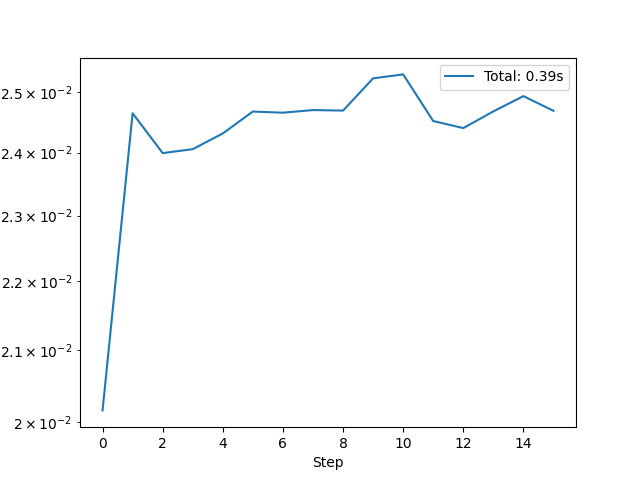 Total: 0.39s
2.5 × 10⁻²
2.4 × 10⁻²
2.3 × 10⁻²
2.2 × 10⁻²
2.1 × 10⁻²
2 × 10⁻²
0 2 4 6 8 10 12 14
Step